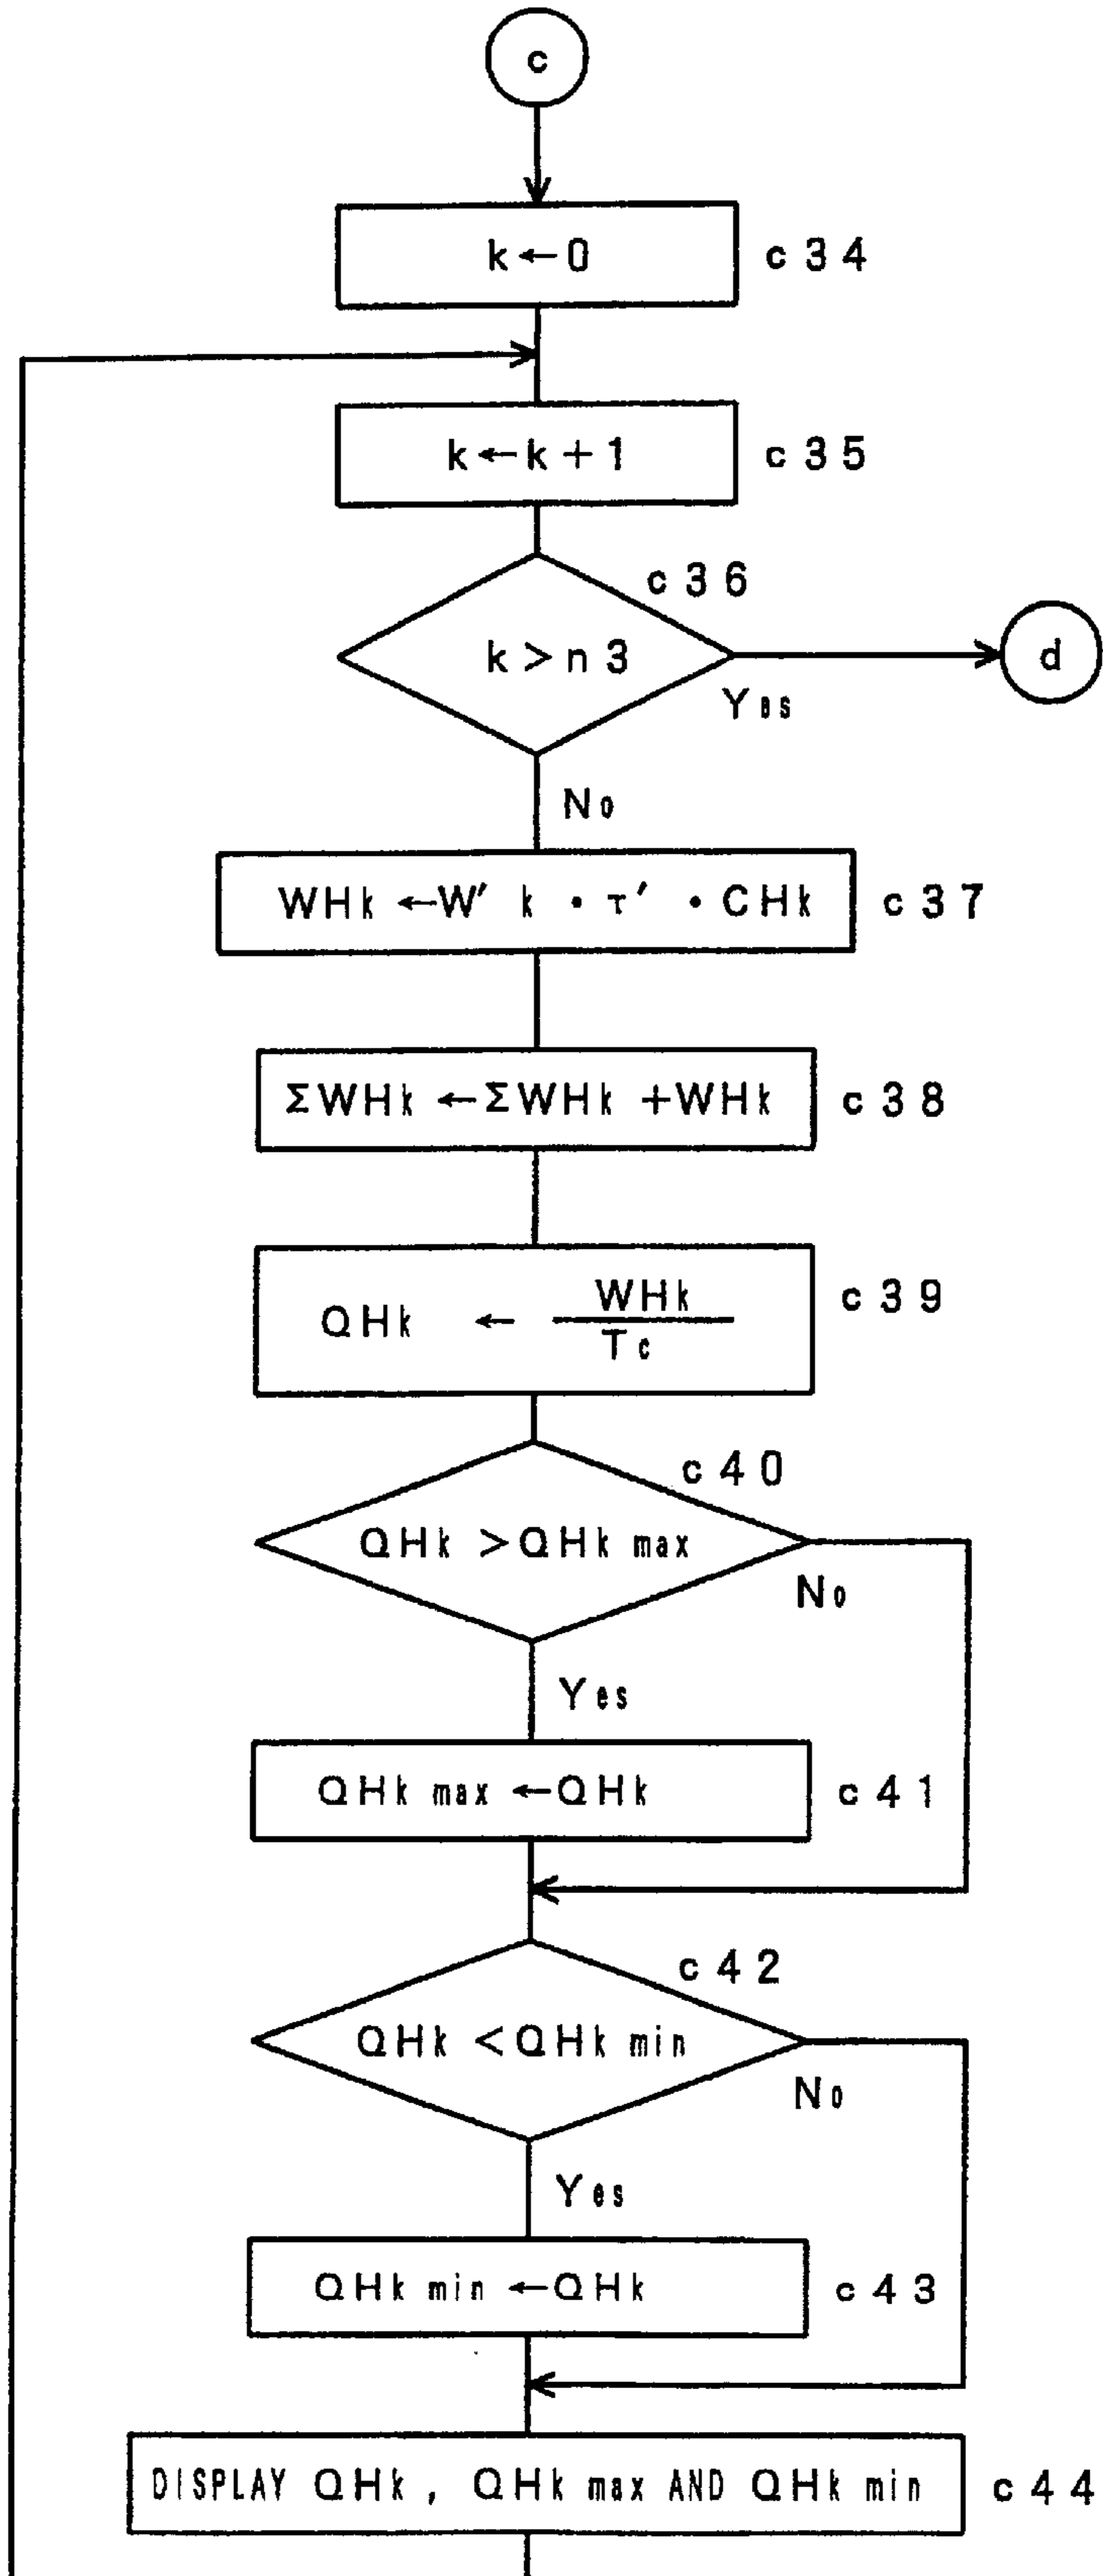 c
k←0 c34
k←k+1 c35
c36
k>n3
d
Yes
No
WHk ←W′ k · τ′ · CHk c37
ΣWHk ←ΣWHk +WHk c38
QHk ← WHk c39
Tc
c40
QHk >QHk max
No
Yes
QHk max ←QHk c41
c42
QHk <QHk min
No
Yes
QHk min ←QHk c43
DISPLAY QHk , QHk max AND QHk min c44